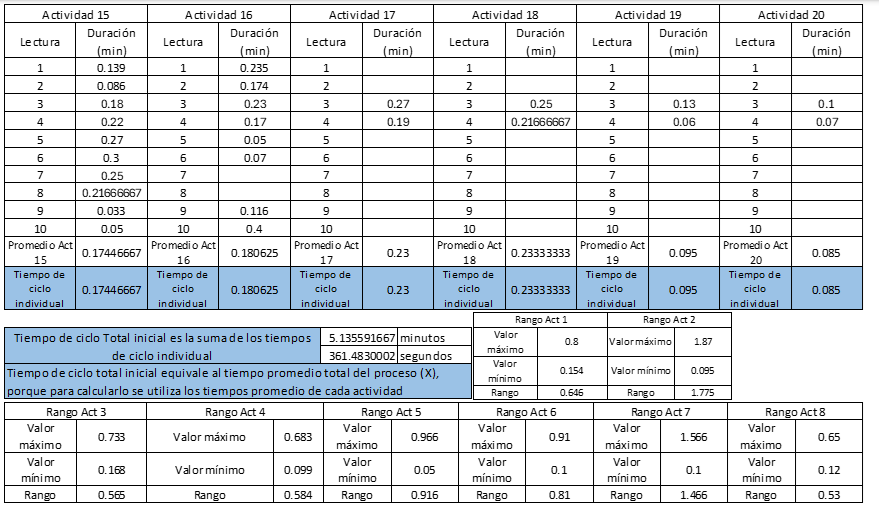 Actividad 15 Actividad 16 Actividad 17 Actividad 18 Actividad 19 Actividad 20
Lectura Duración (min) Lectura Duración (min) Lectura Duración (min) Lectura Duración (min) Lectura Duración (min) Lectura Duración (min)
1 0.139 1 0.235 1 1 1 1
2 0.086 2 0.174 2 2 2 2
3 0.18 3 0.23 3 0.27 3 0.25 3 0.13 3 0.1
4 0.22 4 0.17 4 0.19 4 0.21666667 4 0.06 4 0.07
5 0.27 5 0.05 5 5 5 5
6 0.3 6 0.07 6 6 6 6
7 0.25 7 7 7 7 7
8 0.21666667 8 8 8 8 8
9 0.033 9 0.116 9 9 9 9
10 0.05 10 0.4 10 10 10 10
Promedio Act 15 0.17446667 Promedio Act 16 0.180625 Promedio Act 17 0.23 Promedio Act 18 0.23333333 Promedio Act 19 0.095 Promedio Act 20 0.085
Tiempo de ciclo individual 0.17446667 Tiempo de ciclo individual 0.180625 Tiempo de ciclo individual 0.23 Tiempo de ciclo individual 0.23333333 Tiempo de ciclo individual 0.095 Tiempo de ciclo individual 0.085
Tiempo de ciclo Total inicial es la suma de los tiempos
de ciclo individual
5.135591667 minutos
361.4830002 segundos
Tiempo de ciclo total inicial equivale al tiempo promedio total del proceso (X),
porque para calcularlo se utiliza los tiempos promedio de cada actividad
Rango Act 1 Rango Act 2
Valor máximo 0.8 Valor máximo 1.87
Valor mínimo 0.154 Valor mínimo 0.095
Rango 0.646 Rango 1.775
Rango Act 3 Rango Act 4 Rango Act 5 Rango Act 6 Rango Act 7 Rango Act 8
Valor máximo 0.733 Valor máximo 0.683 Valor máximo 0.966 Valor máximo 0.91 Valor máximo 1.566 Valor máximo 0.65
Valor mínimo 0.168 Valor mínimo 0.099 Valor mínimo 0.05 Valor mínimo 0.1 Valor mínimo 0.1 Valor mínimo 0.12
Rango 0.565 Rango 0.584 Rango 0.916 Rango 0.81 Rango 1.466 Rango 0.53